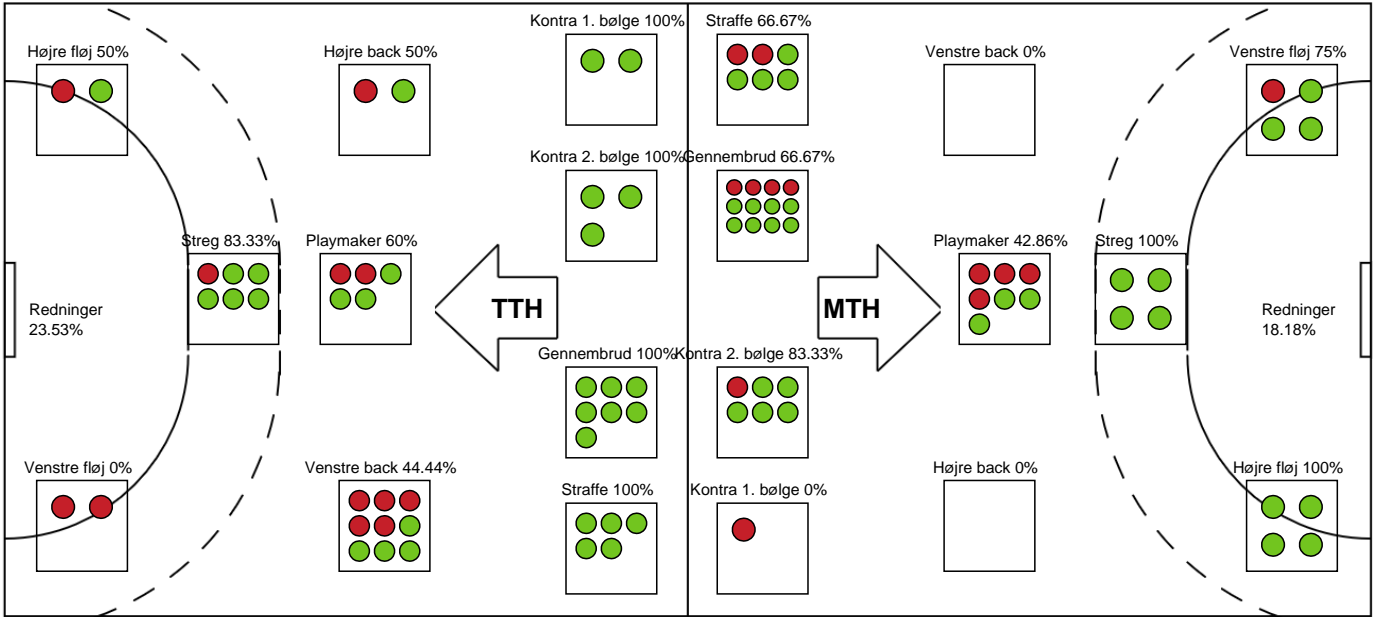 Kontra 1. bølge 100%
Straffe 66.67%
Højre fløj 50%
Højre back 50%
Venstre back 0%
Venstre fløj 75%
Kontra 2. bølge 100%
Gennembrud 66.67%
Streg 83.33%
Playmaker 60%
Playmaker 42.86%
Streg 100%
TTH
MTH
Redninger
23.53%
Redninger
18.18%
Gennembrud 100%
Kontra 2. bølge 83.33%
Venstre fløj 0%
Venstre back 44.44%
Straffe 100%
Kontra 1. bølge 0%
Højre back 0%
Højre fløj 100%